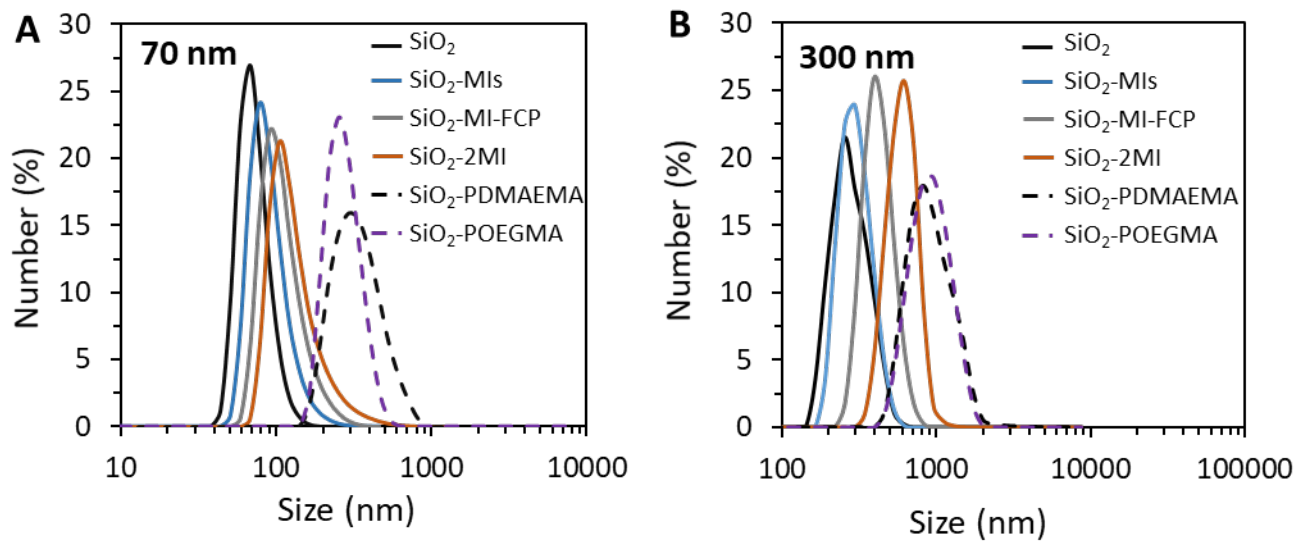 A
70 nm
SiO₂
SiO₂-MIs
SiO₂-MI-FCP
SiO₂-2MI
SiO₂-PDMAEMA
SiO₂-POEGMA
Number (%)
30
25
20
15
10
5
0
10 100 1000 10000
Size (nm)
B
300 nm
SiO₂
SiO₂-MIs
SiO₂-MI-FCP
SiO₂-2MI
SiO₂-PDMAEMA
SiO₂-POEGMA
Number (%)
30
25
20
15
10
5
0
100 1000 10000 100000
Size (nm)